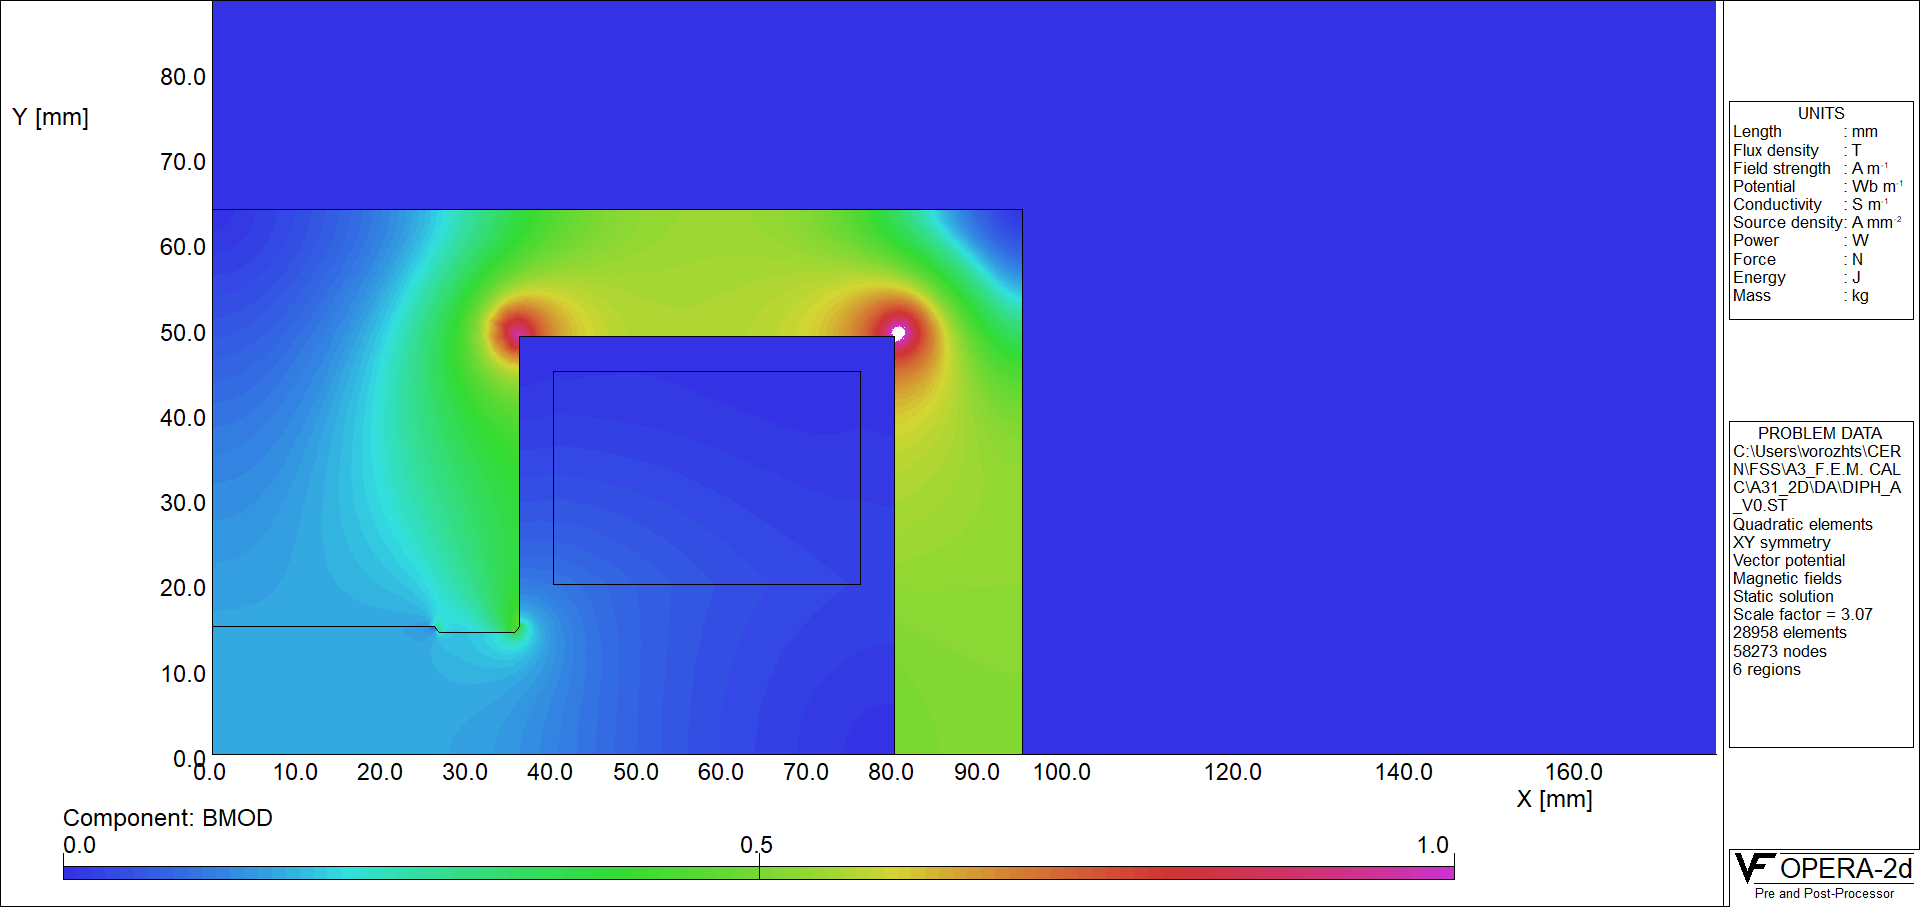 Y [mm]
80.0
70.0
60.0
50.0
40.0
30.0
20.0
10.0
0.0
0.0 10.0 20.0 30.0 40.0 50.0 60.0 70.0 80.0 90.0 100.0 120.0 140.0 160.0
X [mm]
Component: BMOD
0.0 0.5 1.0
UNITS
Length : mm
Flux density : T
Field strength : A m⁻¹
Potential : Wb m⁻¹
Conductivity : S m⁻¹
Source density: A mm⁻²
Power : W
Force : N
Energy : J
Mass : kg
PROBLEM DATA
C:\Users\vorozhts\CER
N\FSS\A3_F.E.M. CAL
C\A31_2D\DA\DIPH_A
_V0.ST
Quadratic elements
XY symmetry
Vector potential
Magnetic fields
Static solution
Scale factor = 3.07
28958 elements
58273 nodes
6 regions
VF OPERA-2d
Pre and Post-Processor